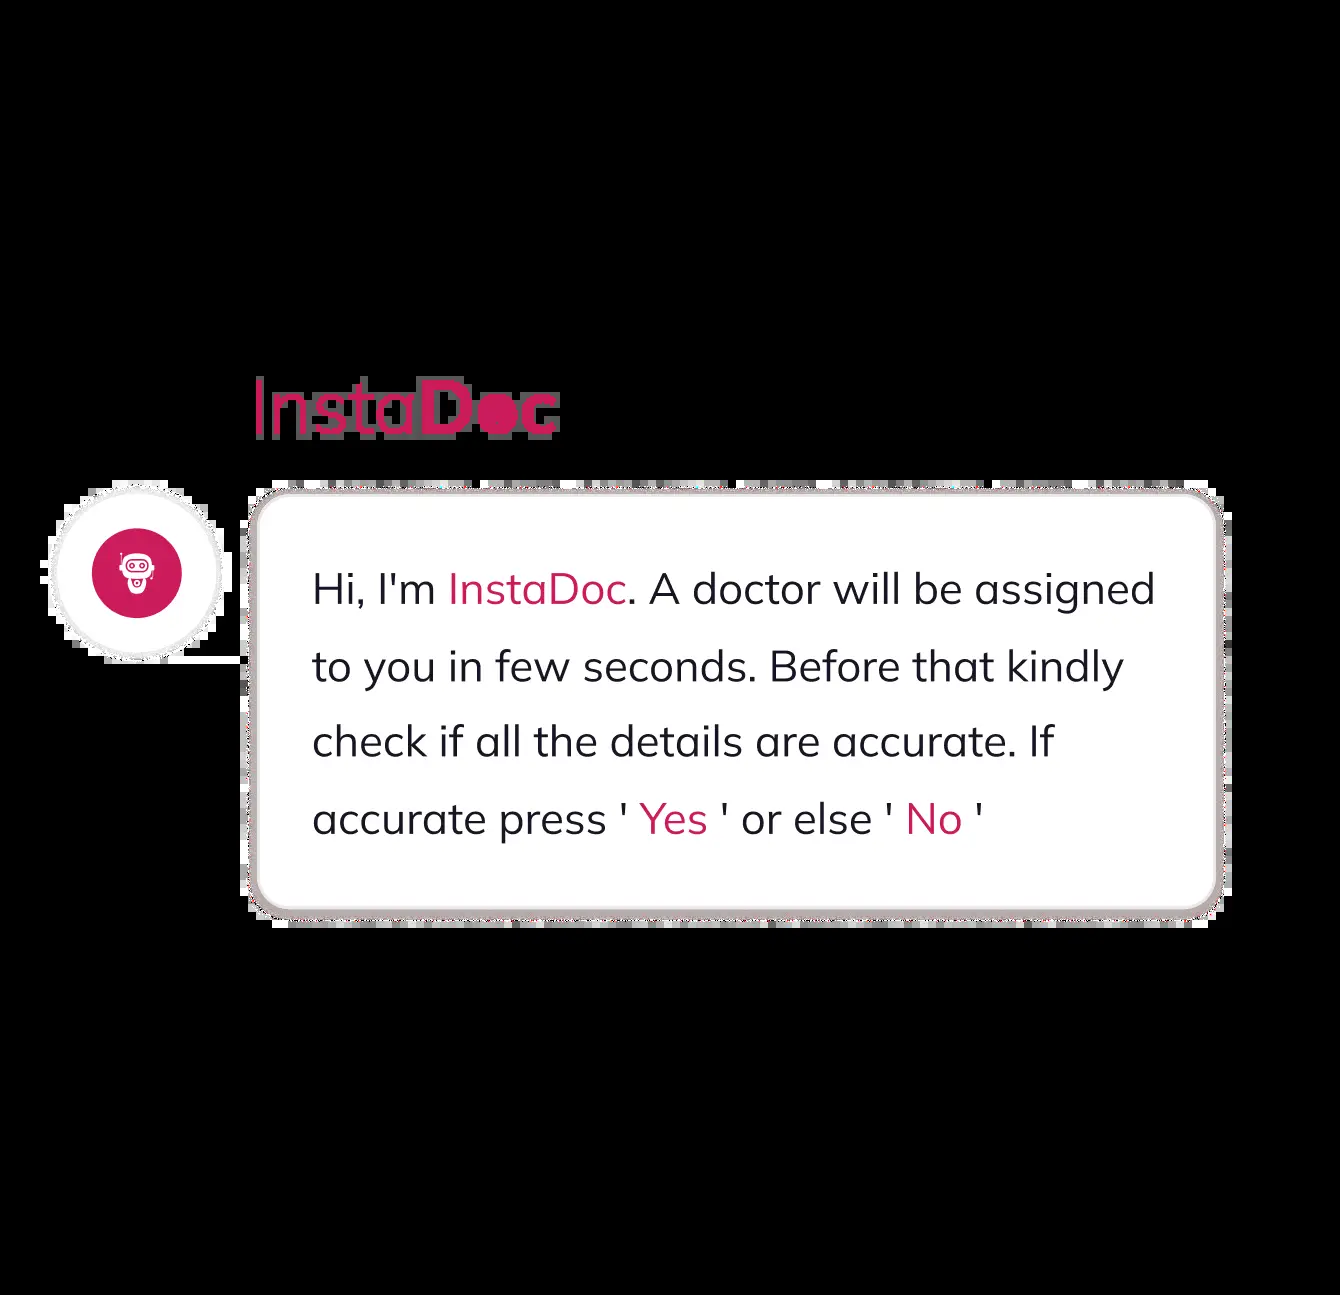 InstaDoc
Hi, I'm InstaDoc. A doctor will be assigned
to you in few seconds. Before that kindly
check if all the details are accurate. If
accurate press ' Yes ' or else ' No '